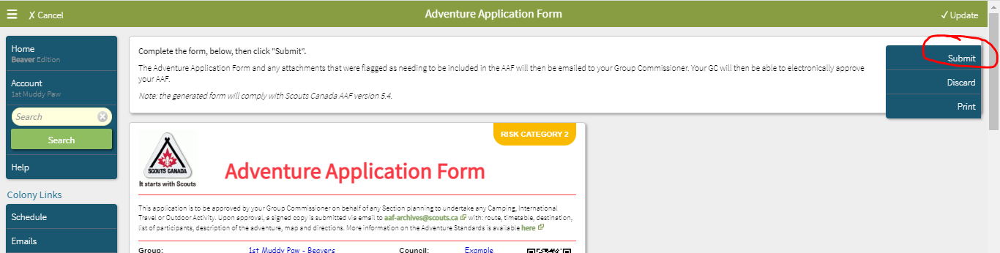 ☰ ✗ Cancel
Adventure Application Form
✓ Update
Home
Beaver Edition
Account
1st Muddy Paw
Search
Search
Help
Colony Links
Schedule
Emails
Complete the form, below, then click "Submit".
The Adventure Application Form and any attachments that were flagged as needing to be included in the AAF will then be emailed to your Group Commissioner. Your GC will then be able to electronically approve
your AAF.
Note: the generated form will comply with Scouts Canada AAF version 5.4.
Submit
Discard
Print
RISK CATEGORY 2
SCOUTS CANADA
It starts with Scouts
Adventure Application Form
This application is to be approved by your Group Commissioner on behalf of any Section planning to undertake any Camping, International
Travel or Outdoor Activity. Upon approval, a signed copy is submitted via email to aaf-archives@scouts.ca with: route, timetable, destination,
list of participants, description of the adventure, map and directions. More information on the Adventure Standards is available here
Group: 1st Muddy Paw - Beavers Council: Example